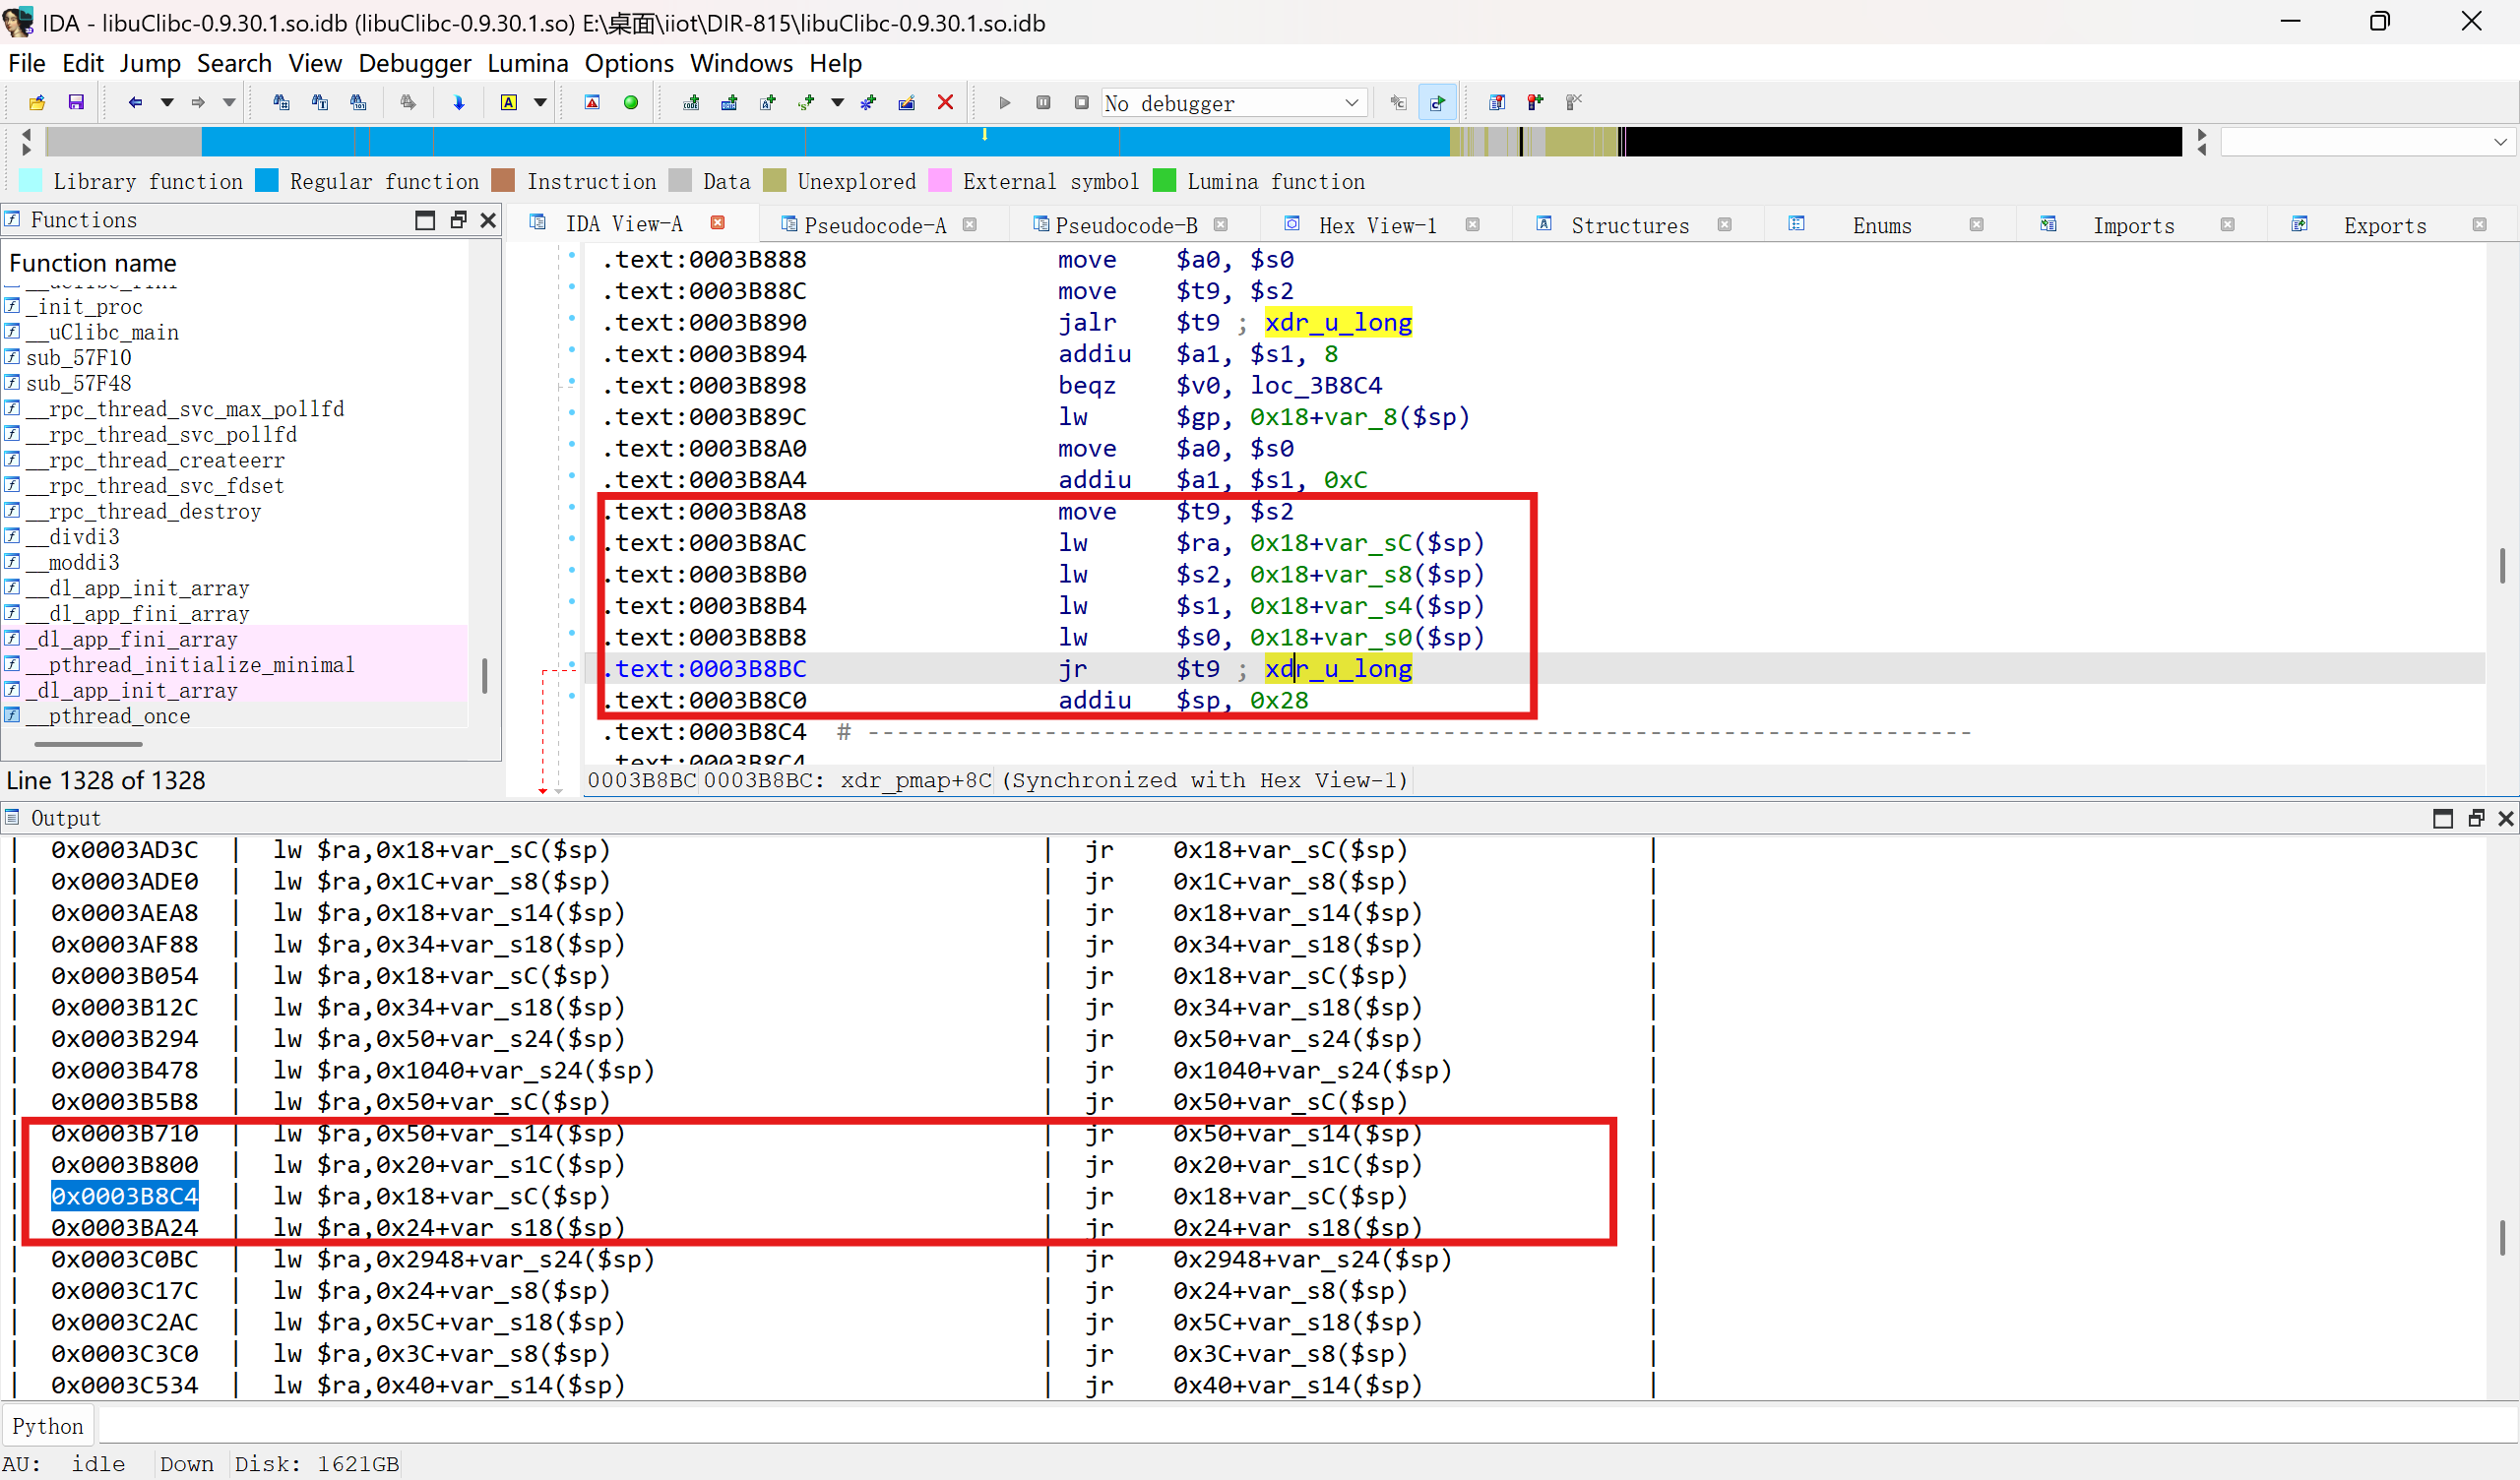 IDA - libuClibc-0.9.30.1.so.idb (libuClibc-0.9.30.1.so) E:\桌面\iiot\DIR-815\libuClibc-0.9.30.1.so.idb
File Edit Jump Search View Debugger Lumina Options Windows Help
No debugger
Library function Regular function Instruction Data Unexplored External symbol Lumina function
Functions
Function name
_init_proc
__uClibc_main
sub_57F10
sub_57F48
__rpc_thread_svc_max_pollfd
__rpc_thread_svc_pollfd
__rpc_thread_createerr
__rpc_thread_svc_fdset
__rpc_thread_destroy
__divdi3
__moddi3
__dl_app_init_array
__dl_app_fini_array
_dl_app_fini_array
__pthread_initialize_minimal
_dl_app_init_array
__pthread_once
Line 1328 of 1328
IDA View-A Pseudocode-A Pseudocode-B Hex View-1 Structures Enums Imports Exports
.text:0003B888 move $a0, $s0
.text:0003B88C move $t9, $s2
.text:0003B890 jalr $t9 ; xdr_u_long
.text:0003B894 addiu $a1, $s1, 8
.text:0003B898 beqz $v0, loc_3B8C4
.text:0003B89C lw $gp, 0x18+var_8($sp)
.text:0003B8A0 move $a0, $s0
.text:0003B8A4 addiu $a1, $s1, 0xC
.text:0003B8A8 move $t9, $s2
.text:0003B8AC lw $ra, 0x18+var_sC($sp)
.text:0003B8B0 lw $s2, 0x18+var_s8($sp)
.text:0003B8B4 lw $s1, 0x18+var_s4($sp)
.text:0003B8B8 lw $s0, 0x18+var_s0($sp)
.text:0003B8BC jr $t9 ; xdr_u_long
.text:0003B8C0 addiu $sp, 0x28
.text:0003B8C4 # ---------------------------------------------------------------------------
.text:0003B8C4
0003B8BC 0003B8BC: xdr_pmap+8C (Synchronized with Hex View-1)
Output
| 0x0003AD3C | lw $ra,0x18+var_sC($sp) | jr 0x18+var_sC($sp) |
| 0x0003ADE0 | lw $ra,0x1C+var_s8($sp) | jr 0x1C+var_s8($sp) |
| 0x0003AEA8 | lw $ra,0x18+var_s14($sp) | jr 0x18+var_s14($sp) |
| 0x0003AF88 | lw $ra,0x34+var_s18($sp) | jr 0x34+var_s18($sp) |
| 0x0003B054 | lw $ra,0x18+var_sC($sp) | jr 0x18+var_sC($sp) |
| 0x0003B12C | lw $ra,0x34+var_s18($sp) | jr 0x34+var_s18($sp) |
| 0x0003B294 | lw $ra,0x50+var_s24($sp) | jr 0x50+var_s24($sp) |
| 0x0003B478 | lw $ra,0x1040+var_s24($sp) | jr 0x1040+var_s24($sp) |
| 0x0003B5B8 | lw $ra,0x50+var_sC($sp) | jr 0x50+var_sC($sp) |
| 0x0003B710 | lw $ra,0x50+var_s14($sp) | jr 0x50+var_s14($sp) |
| 0x0003B800 | lw $ra,0x20+var_s1C($sp) | jr 0x20+var_s1C($sp) |
| 0x0003B8C4 | lw $ra,0x18+var_sC($sp) | jr 0x18+var_sC($sp) |
| 0x0003BA24 | lw $ra,0x24+var_s18($sp) | jr 0x24+var_s18($sp) |
| 0x0003C0BC | lw $ra,0x2948+var_s24($sp) | jr 0x2948+var_s24($sp) |
| 0x0003C17C | lw $ra,0x24+var_s8($sp) | jr 0x24+var_s8($sp) |
| 0x0003C2AC | lw $ra,0x5C+var_s18($sp) | jr 0x5C+var_s18($sp) |
| 0x0003C3C0 | lw $ra,0x3C+var_s8($sp) | jr 0x3C+var_s8($sp) |
| 0x0003C534 | lw $ra,0x40+var_s14($sp) | jr 0x40+var_s14($sp) |
Python
AU: idle Down Disk: 1621GB